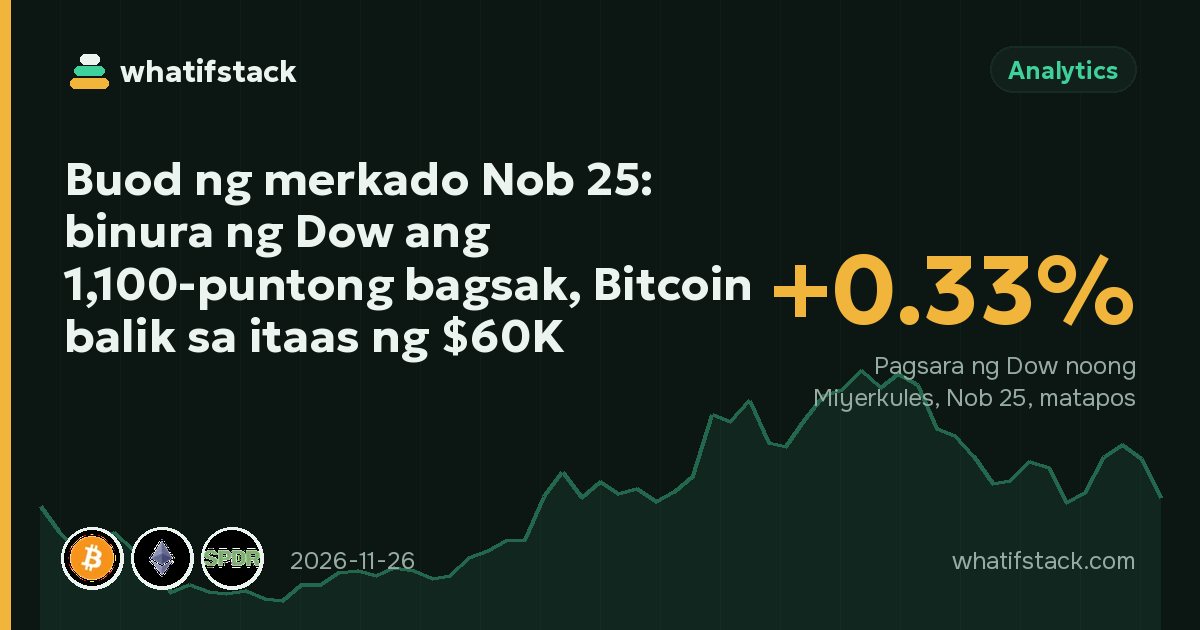 whatifstack
Analytics
Buod ng merkado Nob 25:
binura ng Dow ang
1,100-puntong bagsak, Bitcoin
balik sa itaas ng $60K
+0.33%
Pagsara ng Dow noong
Miyerkules, Nob 25, matapos
SPDR
2026-11-26
whatifstack.com